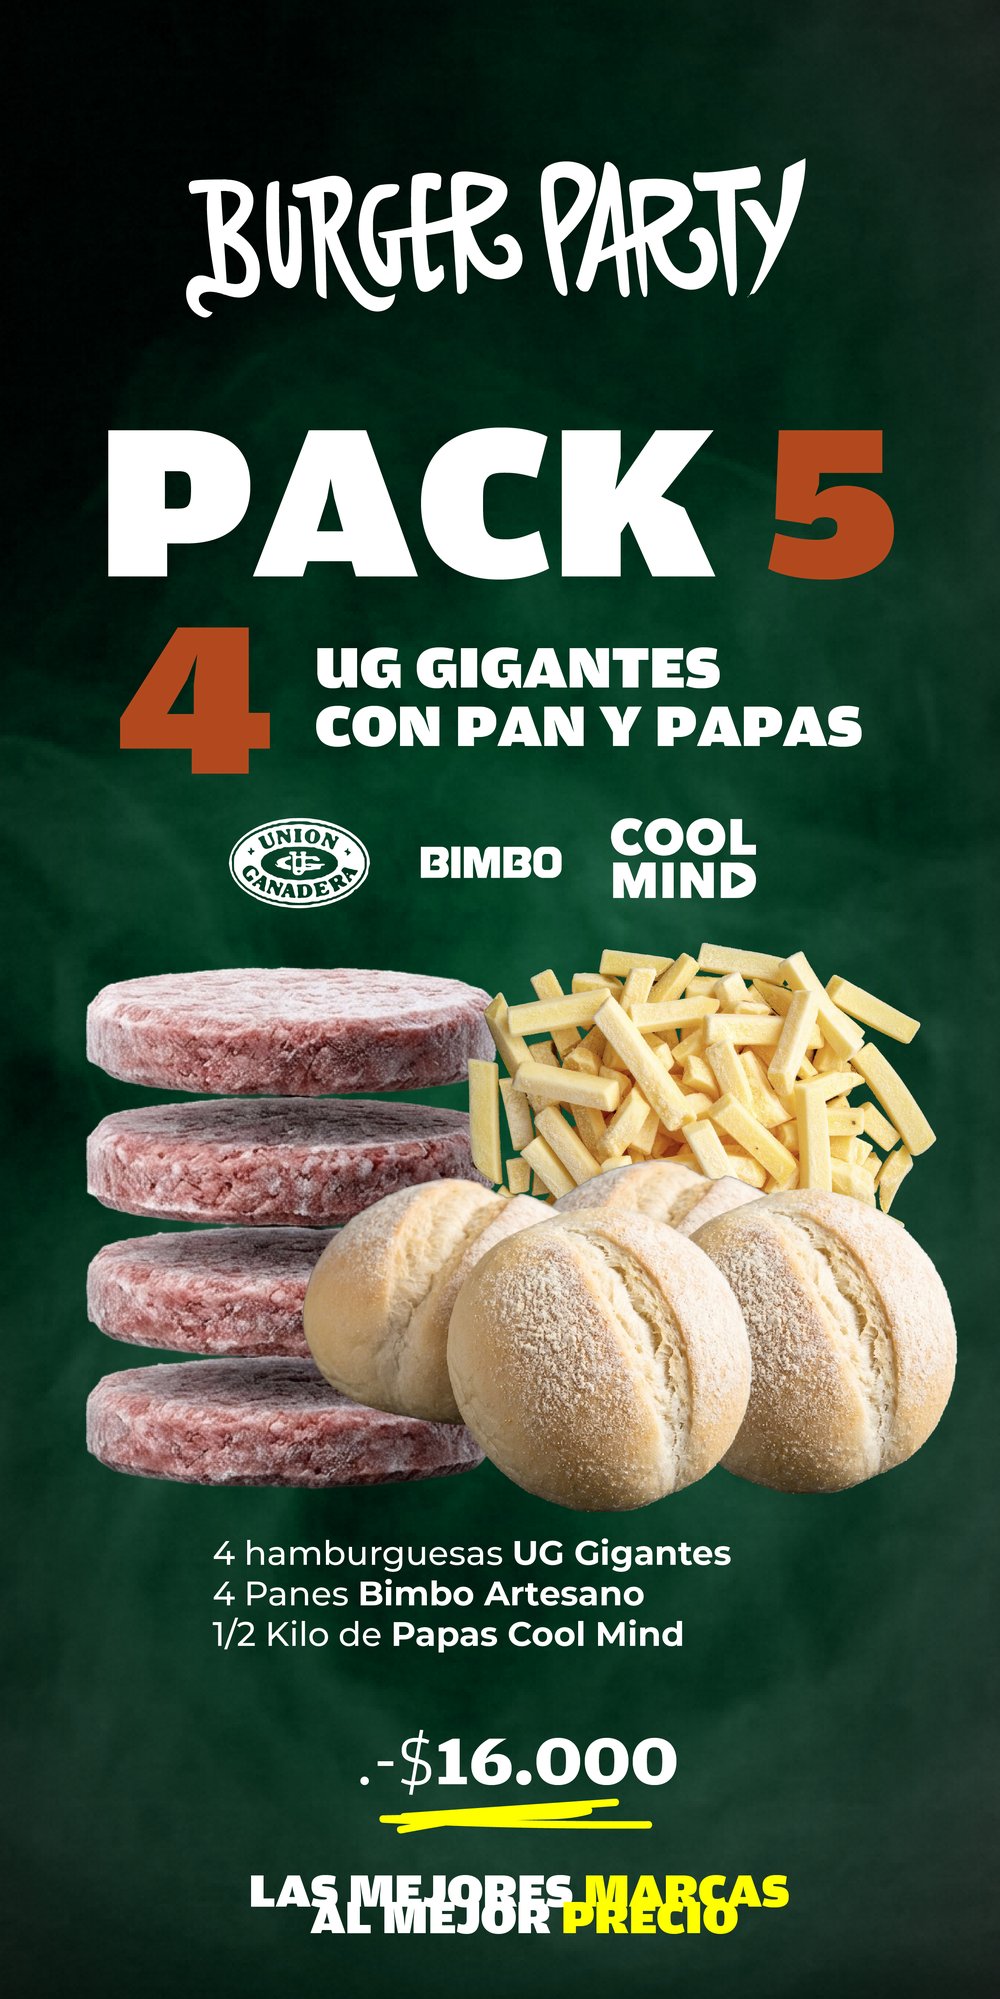 BURGER PARTY
PACK 5
4 UG GIGANTES
CON PAN Y PAPAS
UNION GANADERA
UG
BIMBO
COOL
MIND
4 hamburguesas UG Gigantes
4 Panes Bimbo Artesano
1/2 Kilo de Papas Cool Mind
.-$16.000
LAS MEJORES MARCAS
AL MEJOR PRECIO